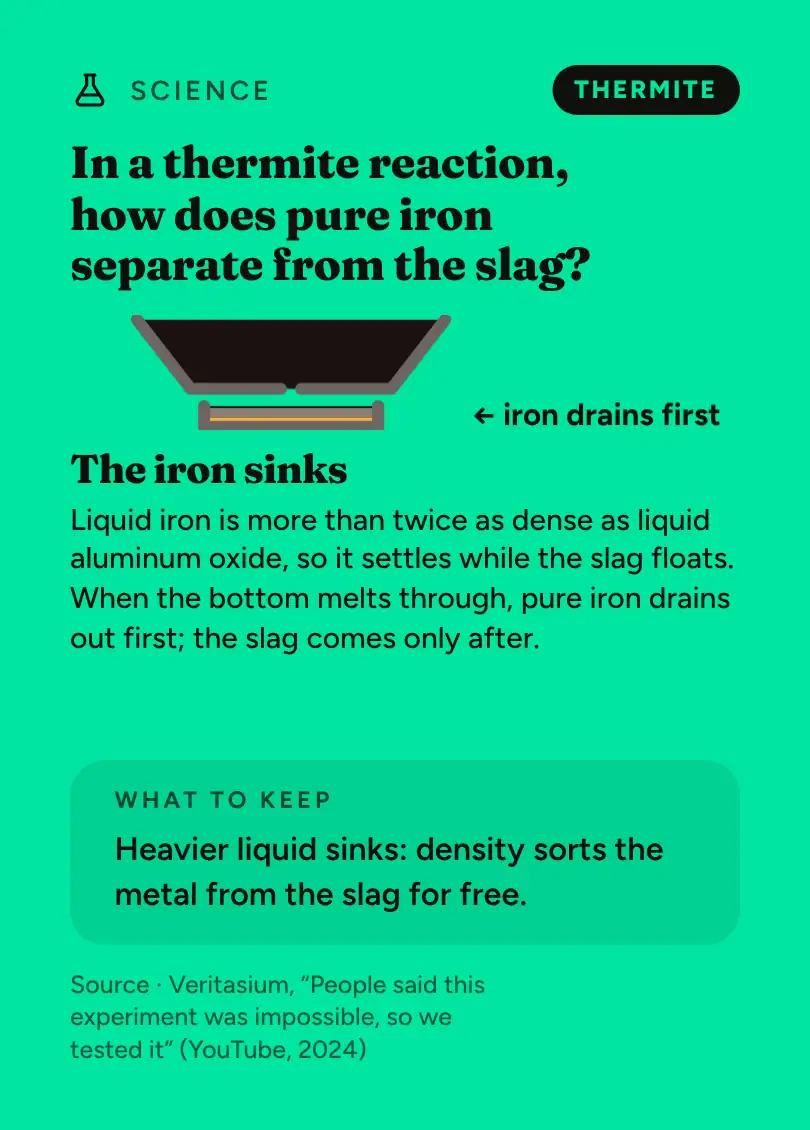 SCIENCE
THERMITE
In a thermite reaction,
how does pure iron
separate from the slag?
← iron drains first
The iron sinks
Liquid iron is more than twice as dense as liquid
aluminum oxide, so it settles while the slag floats.
When the bottom melts through, pure iron drains
out first; the slag comes only after.
WHAT TO KEEP
Heavier liquid sinks: density sorts the
metal from the slag for free.
Source · Veritasium, “People said this
experiment was impossible, so we
tested it” (YouTube, 2024)